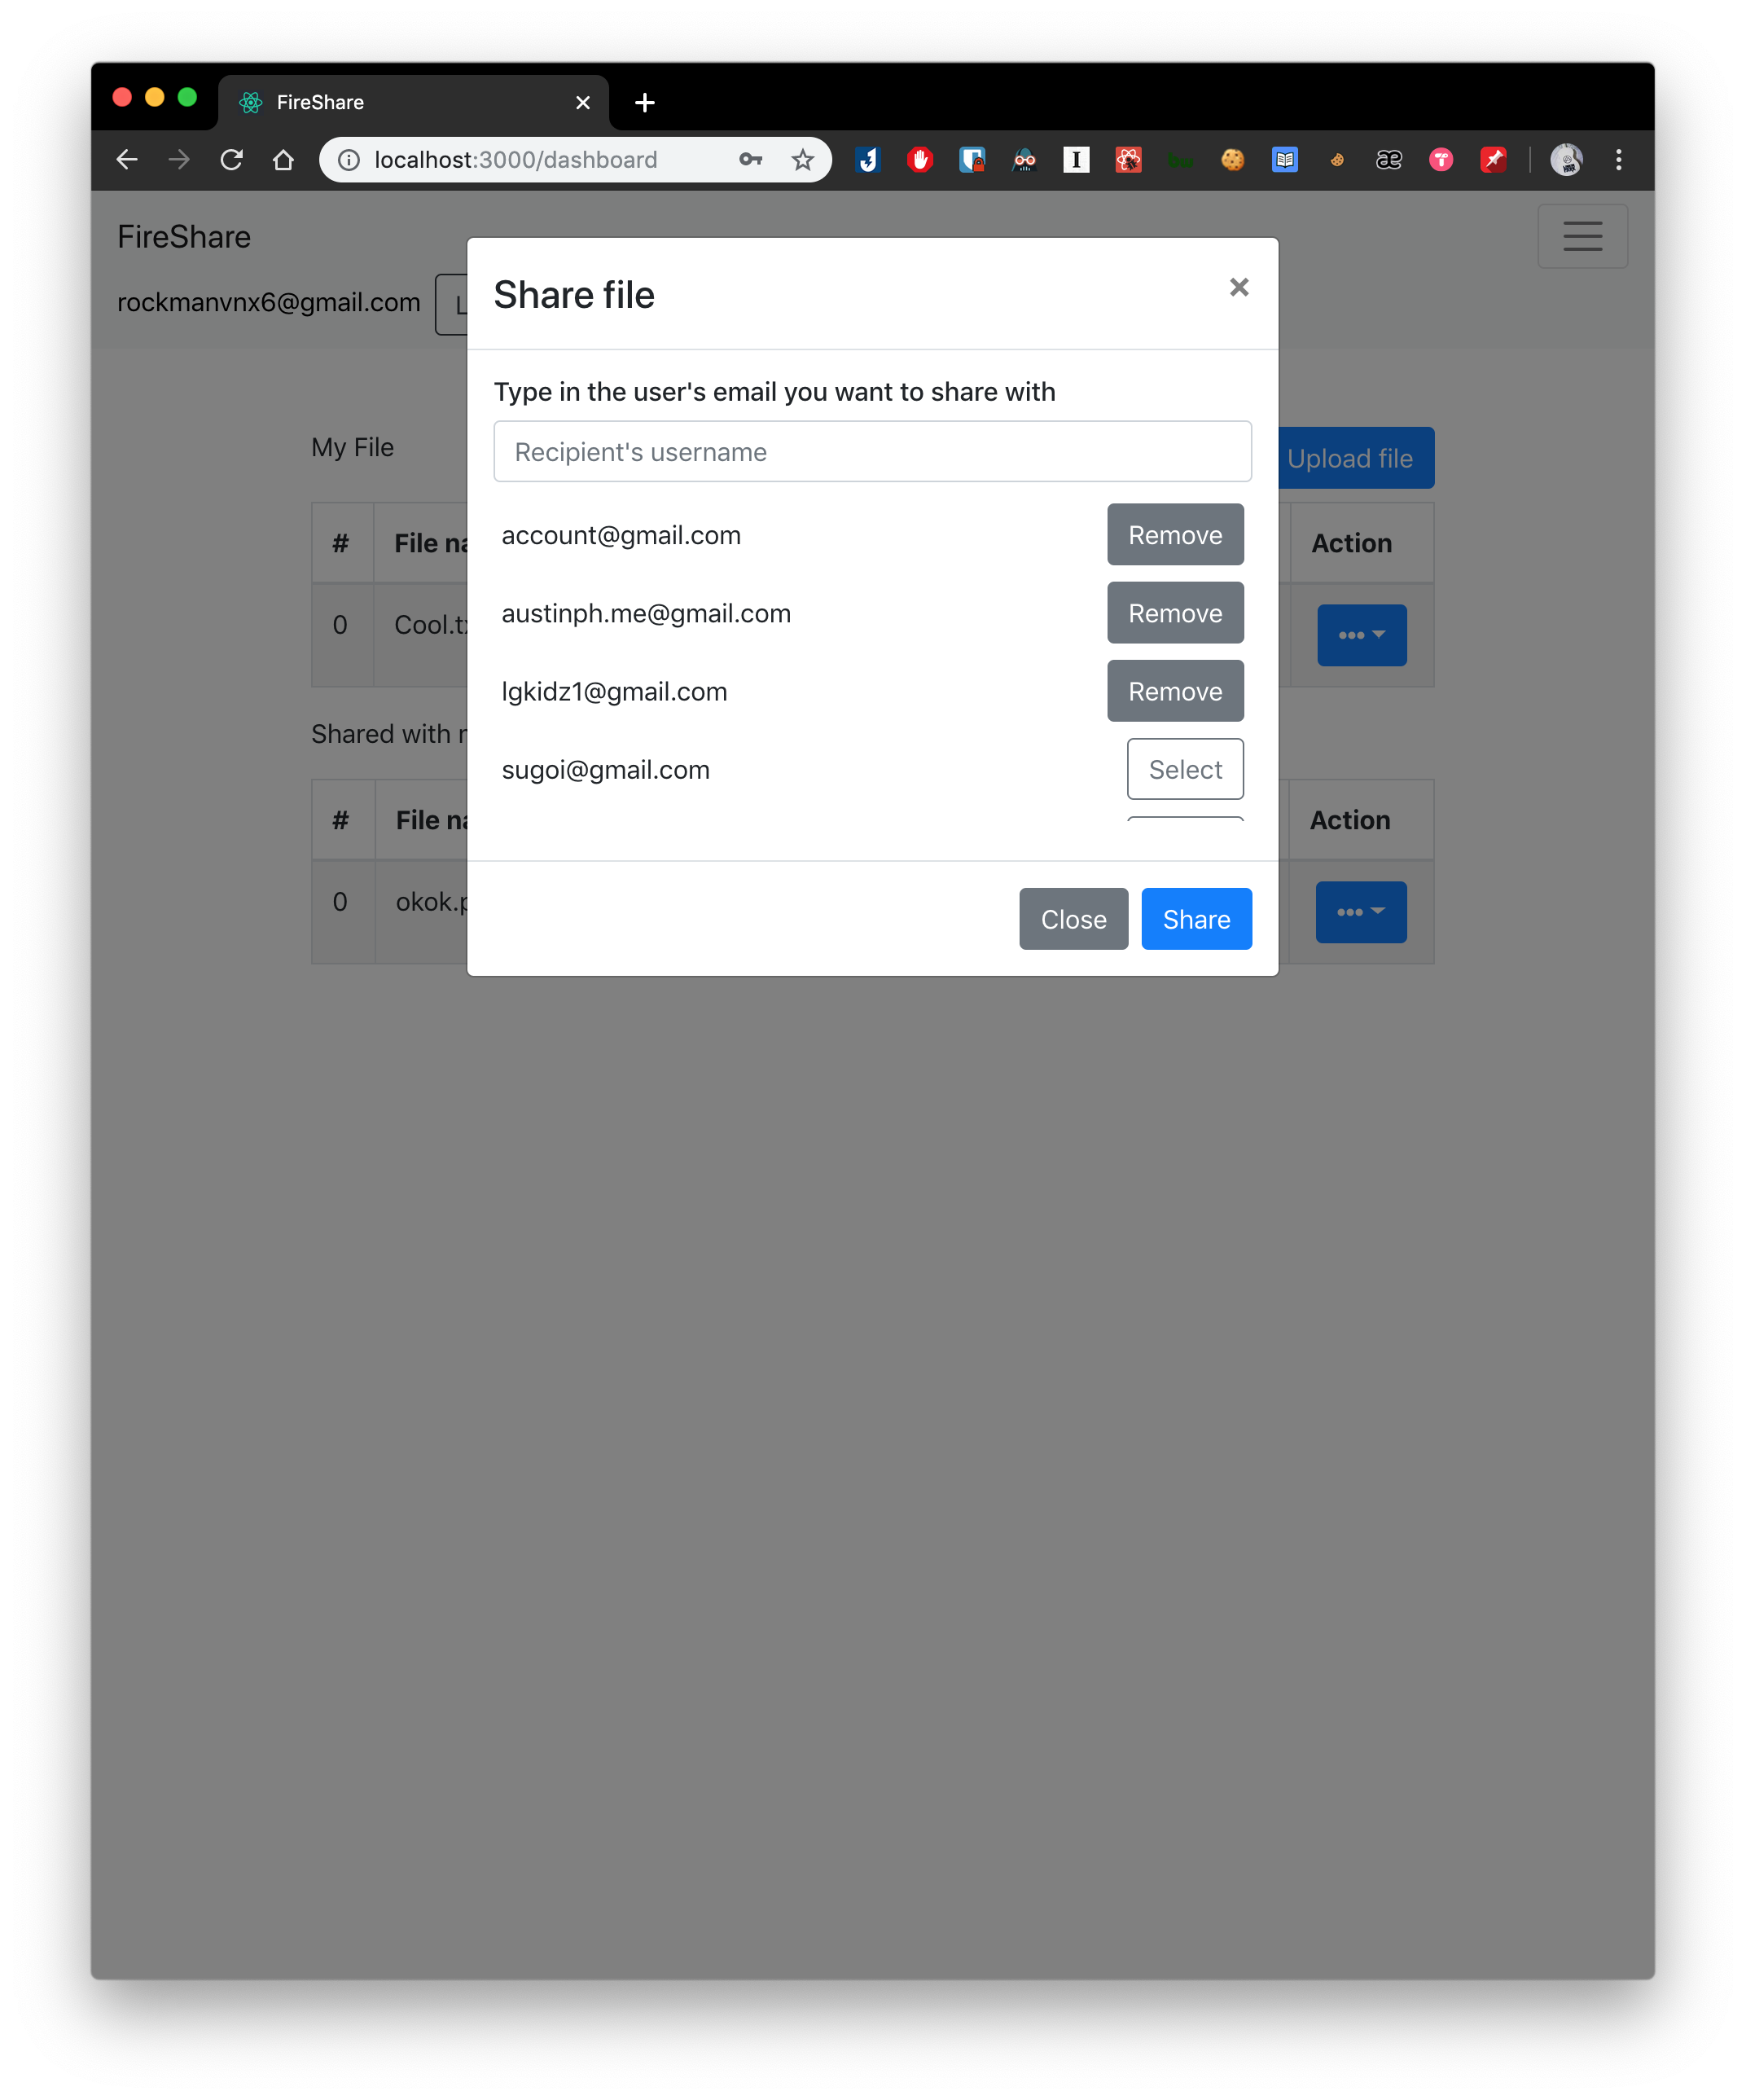 FireShare
localhost:3000/dashboard
FireShare
rockmanvnx6@gmail.com L
Share file ×
Type in the user's email you want to share with
Recipient's username
account@gmail.com Remove
austinph.me@gmail.com Remove
lgkidz1@gmail.com Remove
sugoi@gmail.com Select
Close Share
My File Upload file
# File na Action
0 Cool.t
Shared with
# File na Action
0 okok.p